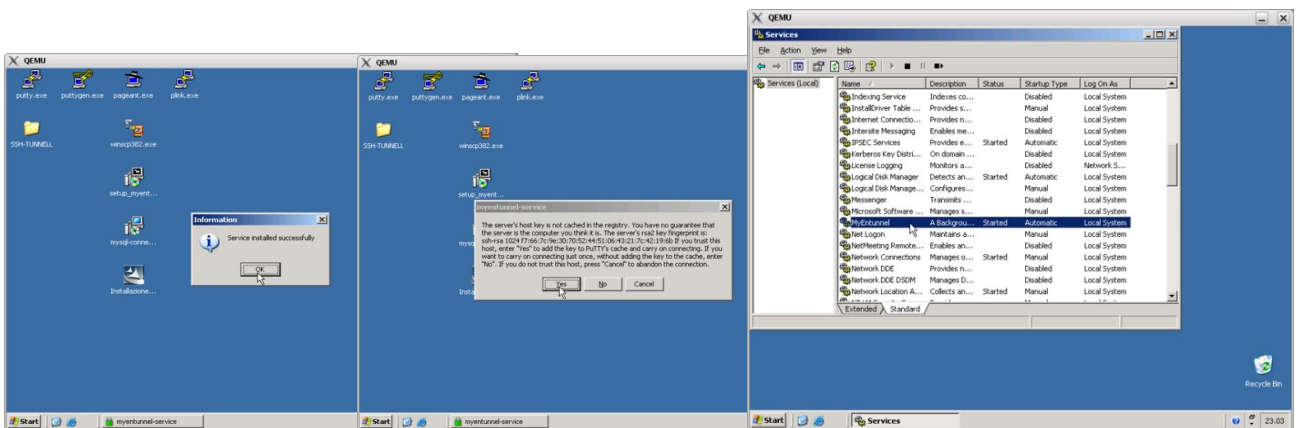 QEMU
putty.exe puttygen.exe pageant.exe plink.exe
SSH-TUNNELL winscp382.exe
setup_myent...
mysql-conne...
Installazione...
Information
Service installed successfully
OK
Start myentunnel-service
QEMU
putty.exe puttygen.exe pageant.exe plink.exe
SSH-TUNNELL winscp382.exe
setup_myent...
myentunnel-service
The server's host key is not cached in the registry. You have no guarantee that
the server is the computer you think it is. The server's rsa2 key fingerprint is:
ssh-rsa 1024 f7:66:7c:9e:30:70:52:44:51:06:43:21:7c:42:19:6b If you trust this
host, enter "Yes" to add the key to PuTTY's cache and carry on connecting. If you
want to carry on connecting just once, without adding the key to the cache, enter
"No". If you do not trust this host, press "Cancel" to abandon the connection.
Yes No Cancel
Start myentunnel-service
QEMU
Services
File Action View Help
Services (Local)
Name Description Status Startup Type Log On As
Indexing Service Indexes co... Disabled Local System
InstallDriver Table ... Provides s... Manual Local System
Internet Connectio... Provides n... Disabled Local System
Intersite Messaging Enables me... Disabled Local System
IPSEC Services Provides e... Started Automatic Local System
Kerberos Key Distri... On domain ... Disabled Local System
License Logging Monitors a... Disabled Network S...
Logical Disk Manager Detects an... Started Automatic Local System
Logical Disk Manage... Configures... Manual Local System
Messenger Transmits ... Disabled Local System
Microsoft Software ... Manages s... Manual Local System
MyEntunnel A Backgrou... Started Automatic Local System
Net Logon Maintains a... Manual Local System
NetMeeting Remote... Enables an... Disabled Local System
Network Connections Manages o... Started Manual Local System
Network DDE Provides n... Disabled Local System
Network DDE DSDM Manages D... Disabled Local System
Network Location A... Collects an... Started Manual Local System
Extended Standard
Recycle Bin
Start Services 23.03